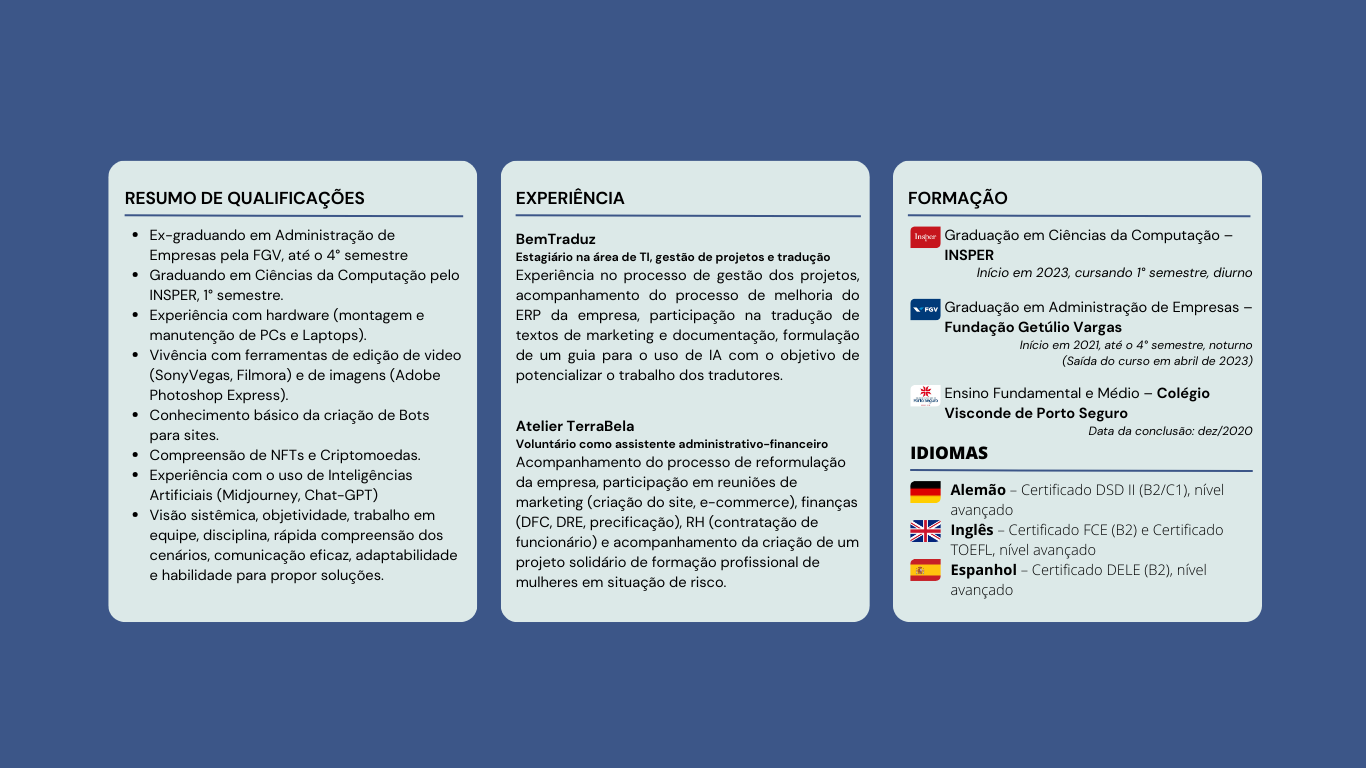 RESUMO DE QUALIFICAÇÕES
Ex-graduando em Administração de
Empresas pela FGV, até o 4° semestre
Graduando em Ciências da Computação pelo
INSPER, 1° semestre.
Experiência com hardware (montagem e
manutenção de PCs e Laptops).
Vivência com ferramentas de edição de video
(SonyVegas, Filmora) e de imagens (Adobe
Photoshop Express).
Conhecimento básico da criação de Bots
para sites.
Compreensão de NFTs e Criptomoedas.
Experiência com o uso de Inteligências
Artificiais (Midjourney, Chat-GPT)
Visão sistêmica, objetividade, trabalho em
equipe, disciplina, rápida compreensão dos
cenários, comunicação eficaz, adaptabilidade
e habilidade para propor soluções.
EXPERIÊNCIA
BemTraduz
Estagiário na área de TI, gestão de projetos e tradução
Experiência no processo de gestão dos projetos,
acompanhamento do processo de melhoria do
ERP da empresa, participação na tradução de
textos de marketing e documentação, formulação
de um guia para o uso de IA com o objetivo de
potencializar o trabalho dos tradutores.
Atelier TerraBela
Voluntário como assistente administrativo-financeiro
Acompanhamento do processo de reformulação
da empresa, participação em reuniões de
marketing (criação do site, e-commerce), finanças
(DFC, DRE, precificação), RH (contratação de
funcionário) e acompanhamento da criação de um
projeto solidário de formação profissional de
mulheres em situação de risco.
FORMAÇÃO
Insper
Graduação em Ciências da Computação –
INSPER
Início em 2023, cursando 1° semestre, diurno
FGV
Graduação em Administração de Empresas –
Fundação Getúlio Vargas
Início em 2021, até o 4° semestre, noturno
(Saída do curso em abril de 2023)
Porto Seguro
Ensino Fundamental e Médio – Colégio
Visconde de Porto Seguro
Data da conclusão: dez/2020
IDIOMAS
Alemão – Certificado DSD II (B2/C1), nível
avançado
Inglês – Certificado FCE (B2) e Certificado
TOEFL, nível avançado
Espanhol – Certificado DELE (B2), nível
avançado